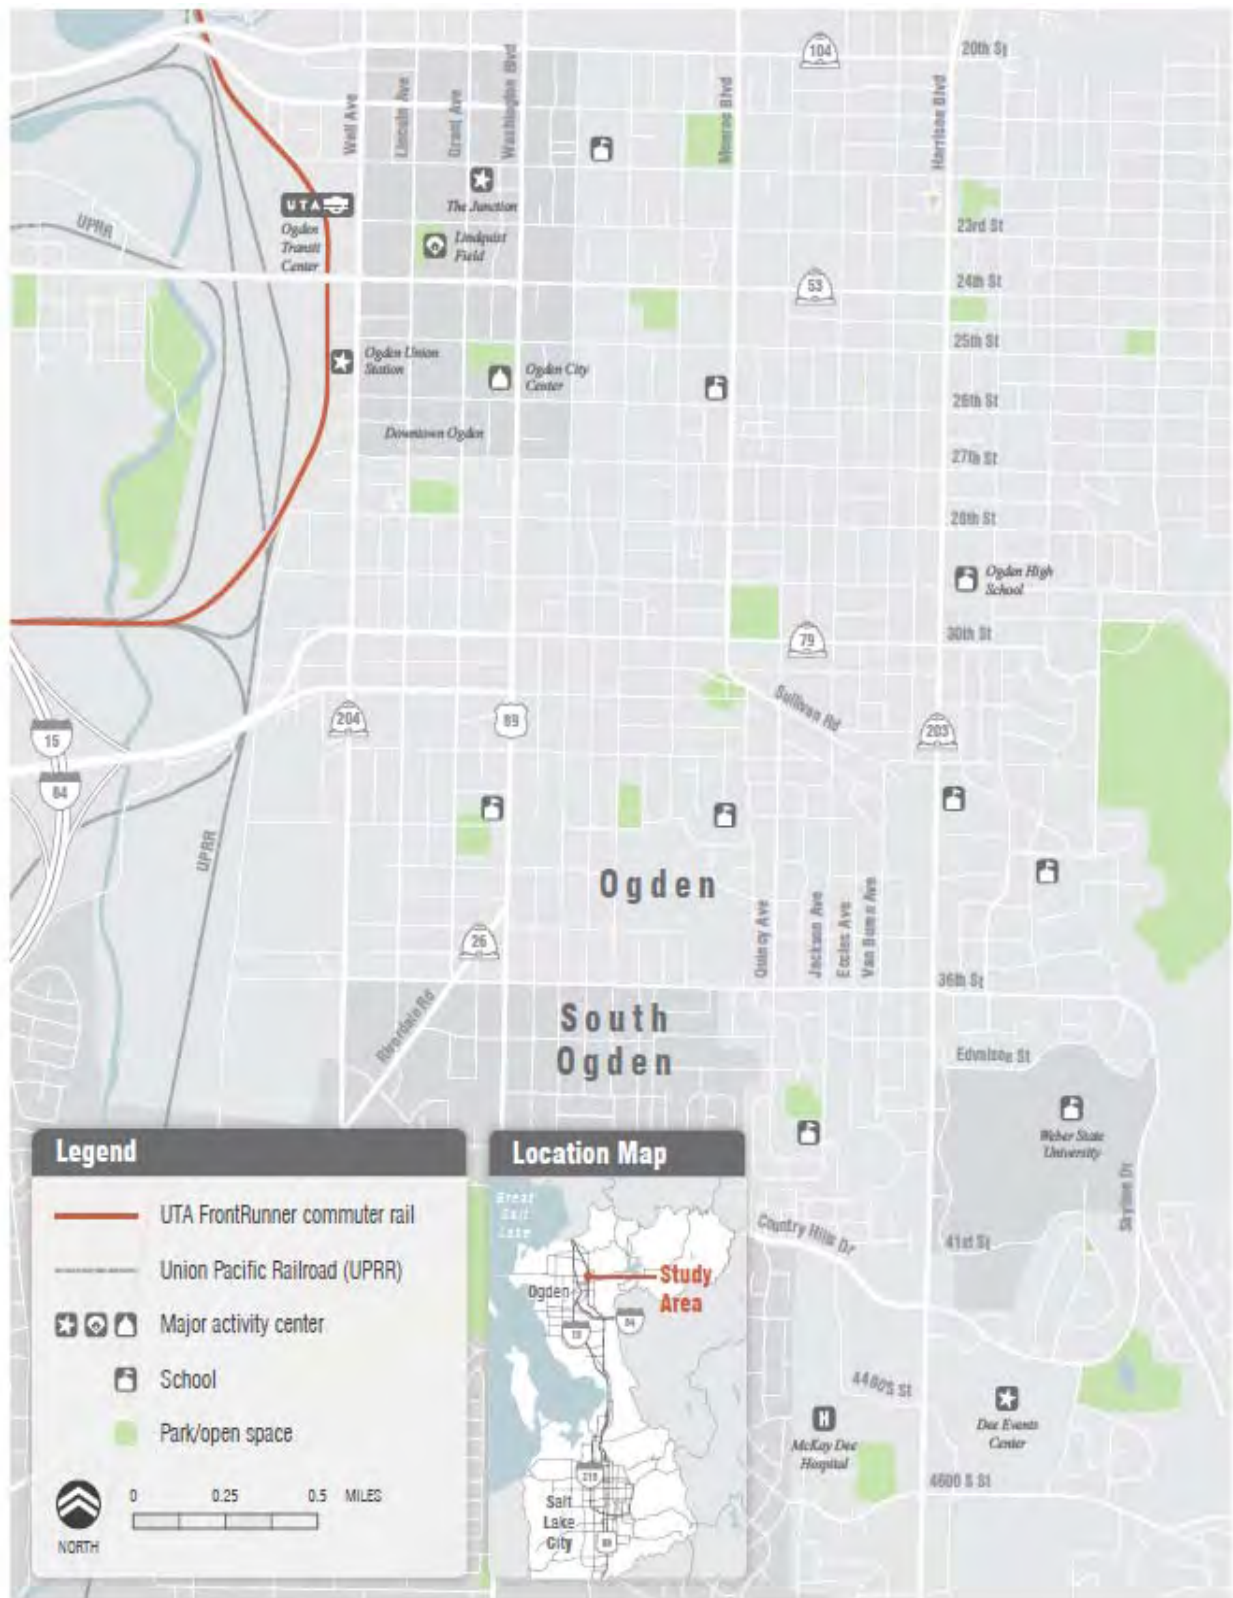 104
20th St
Wall Ave
Lincoln Ave
Grant Ave
Washington Blvd
Monroe Blvd
Harrison Blvd
UTA
Ogden
Transit
Center
The Junction
Lindquist
Field
UPRR
23rd St
53
24th St
25th St
Ogden Union
Station
Ogden City
Center
26th St
Downtown Ogden
27th St
28th St
Ogden High
School
79
30th St
Sullivan Rd
204
89
203
15
84
UPRR
Ogden
Quincy Ave
Jackson Ave
Eccles Ave
Van Buren Ave
26
36th St
Riverdale Rd
South
Ogden
Edvalson St
Weber State
University
Skyline Dr
Country Hills Dr
41st St
4400 S St
Dee Events
Center
McKay Dee
Hospital
H
4600 S St
Legend
UTA FrontRunner commuter rail
Union Pacific Railroad (UPRR)
Major activity center
School
Park/open space
0 0.25 0.5 MILES
NORTH
Location Map
Great
Salt
Lake
Study
Area
Ogden
84
15
215
Salt
Lake
City